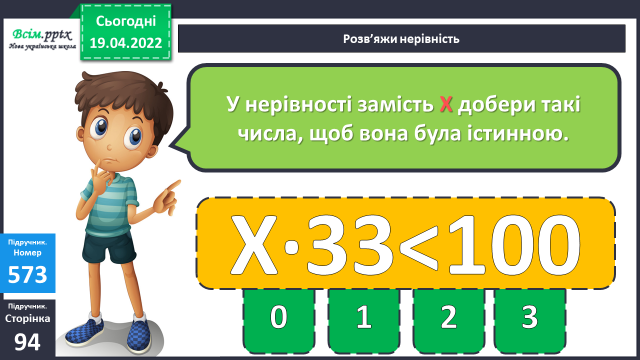 Всім.pptx
Нова українська школа
Сьогодні
19.04.2022
Розв’яжи нерівність
У нерівності замість X добери такі
числа, щоб вона була істинною.
X·33<100
0 1 2 3
Підручник.
Номер
573
Підручник.
Сторінка
94